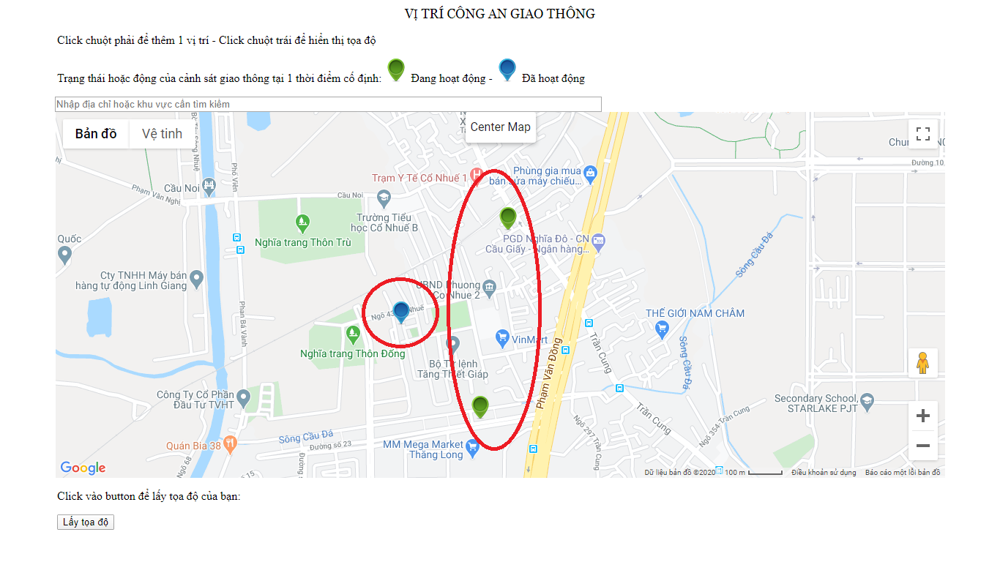 VỊ TRÍ CÔNG AN GIAO THÔNG
Click chuột phải để thêm 1 vị trí - Click chuột trái để hiển thị tọa độ
Trạng thái hoặc động của cảnh sát giao thông tại 1 thời điểm cố định: Đang hoạt động - Đã hoạt động
Nhập địa chỉ hoặc khu vực cần tìm kiếm
Bản đồ
Vệ tinh
Center Map
Đường 10
Phố Viên
Phạm Văn Nghị
Cầu Noi
Cầu Noi
Trạm Y Tế Cổ Nhuế 1
Phùng gia mua
bán sửa máy chiếu...
Trường Tiểu
học Cổ Nhuế B
Nghĩa trang Thôn Trù
Quốc
PGD Nghĩa Đô - CN
Cầu Giấy - Ngân hàng...
Sông Cầu Đá
Cty TNHH Máy bán
hàng tự động Linh Giang
UBND Phuong
Co Nhue 2
Phan Bá Vành
Nhuế
THẾ GIỚI NAM CHÂM
VinMart
Nghĩa trang Thôn Đống
Bộ Tư lệnh
Tăng Thiết Giáp
Phạm Văn Đồng
Trần Cung
Sông Cầu Đá
Công Ty Cổ Phần
Đầu Tư TVHT
Secondary School,
STARLAKE PJT
Trần Cung
Ngõ 354-Trần Cung
Ngõ 297 Trần Cung
Sông Cầu Đá
Đường số 23
Quán Bia 38
MM Mega Market
Thăng Long
Ngõ 68
Google
Dữ liệu bản đồ ©2020
100 m
Điều khoản sử dụng
Báo cáo một lỗi bản đồ
Click vào button để lấy tọa độ của bạn:
Lấy tọa độ